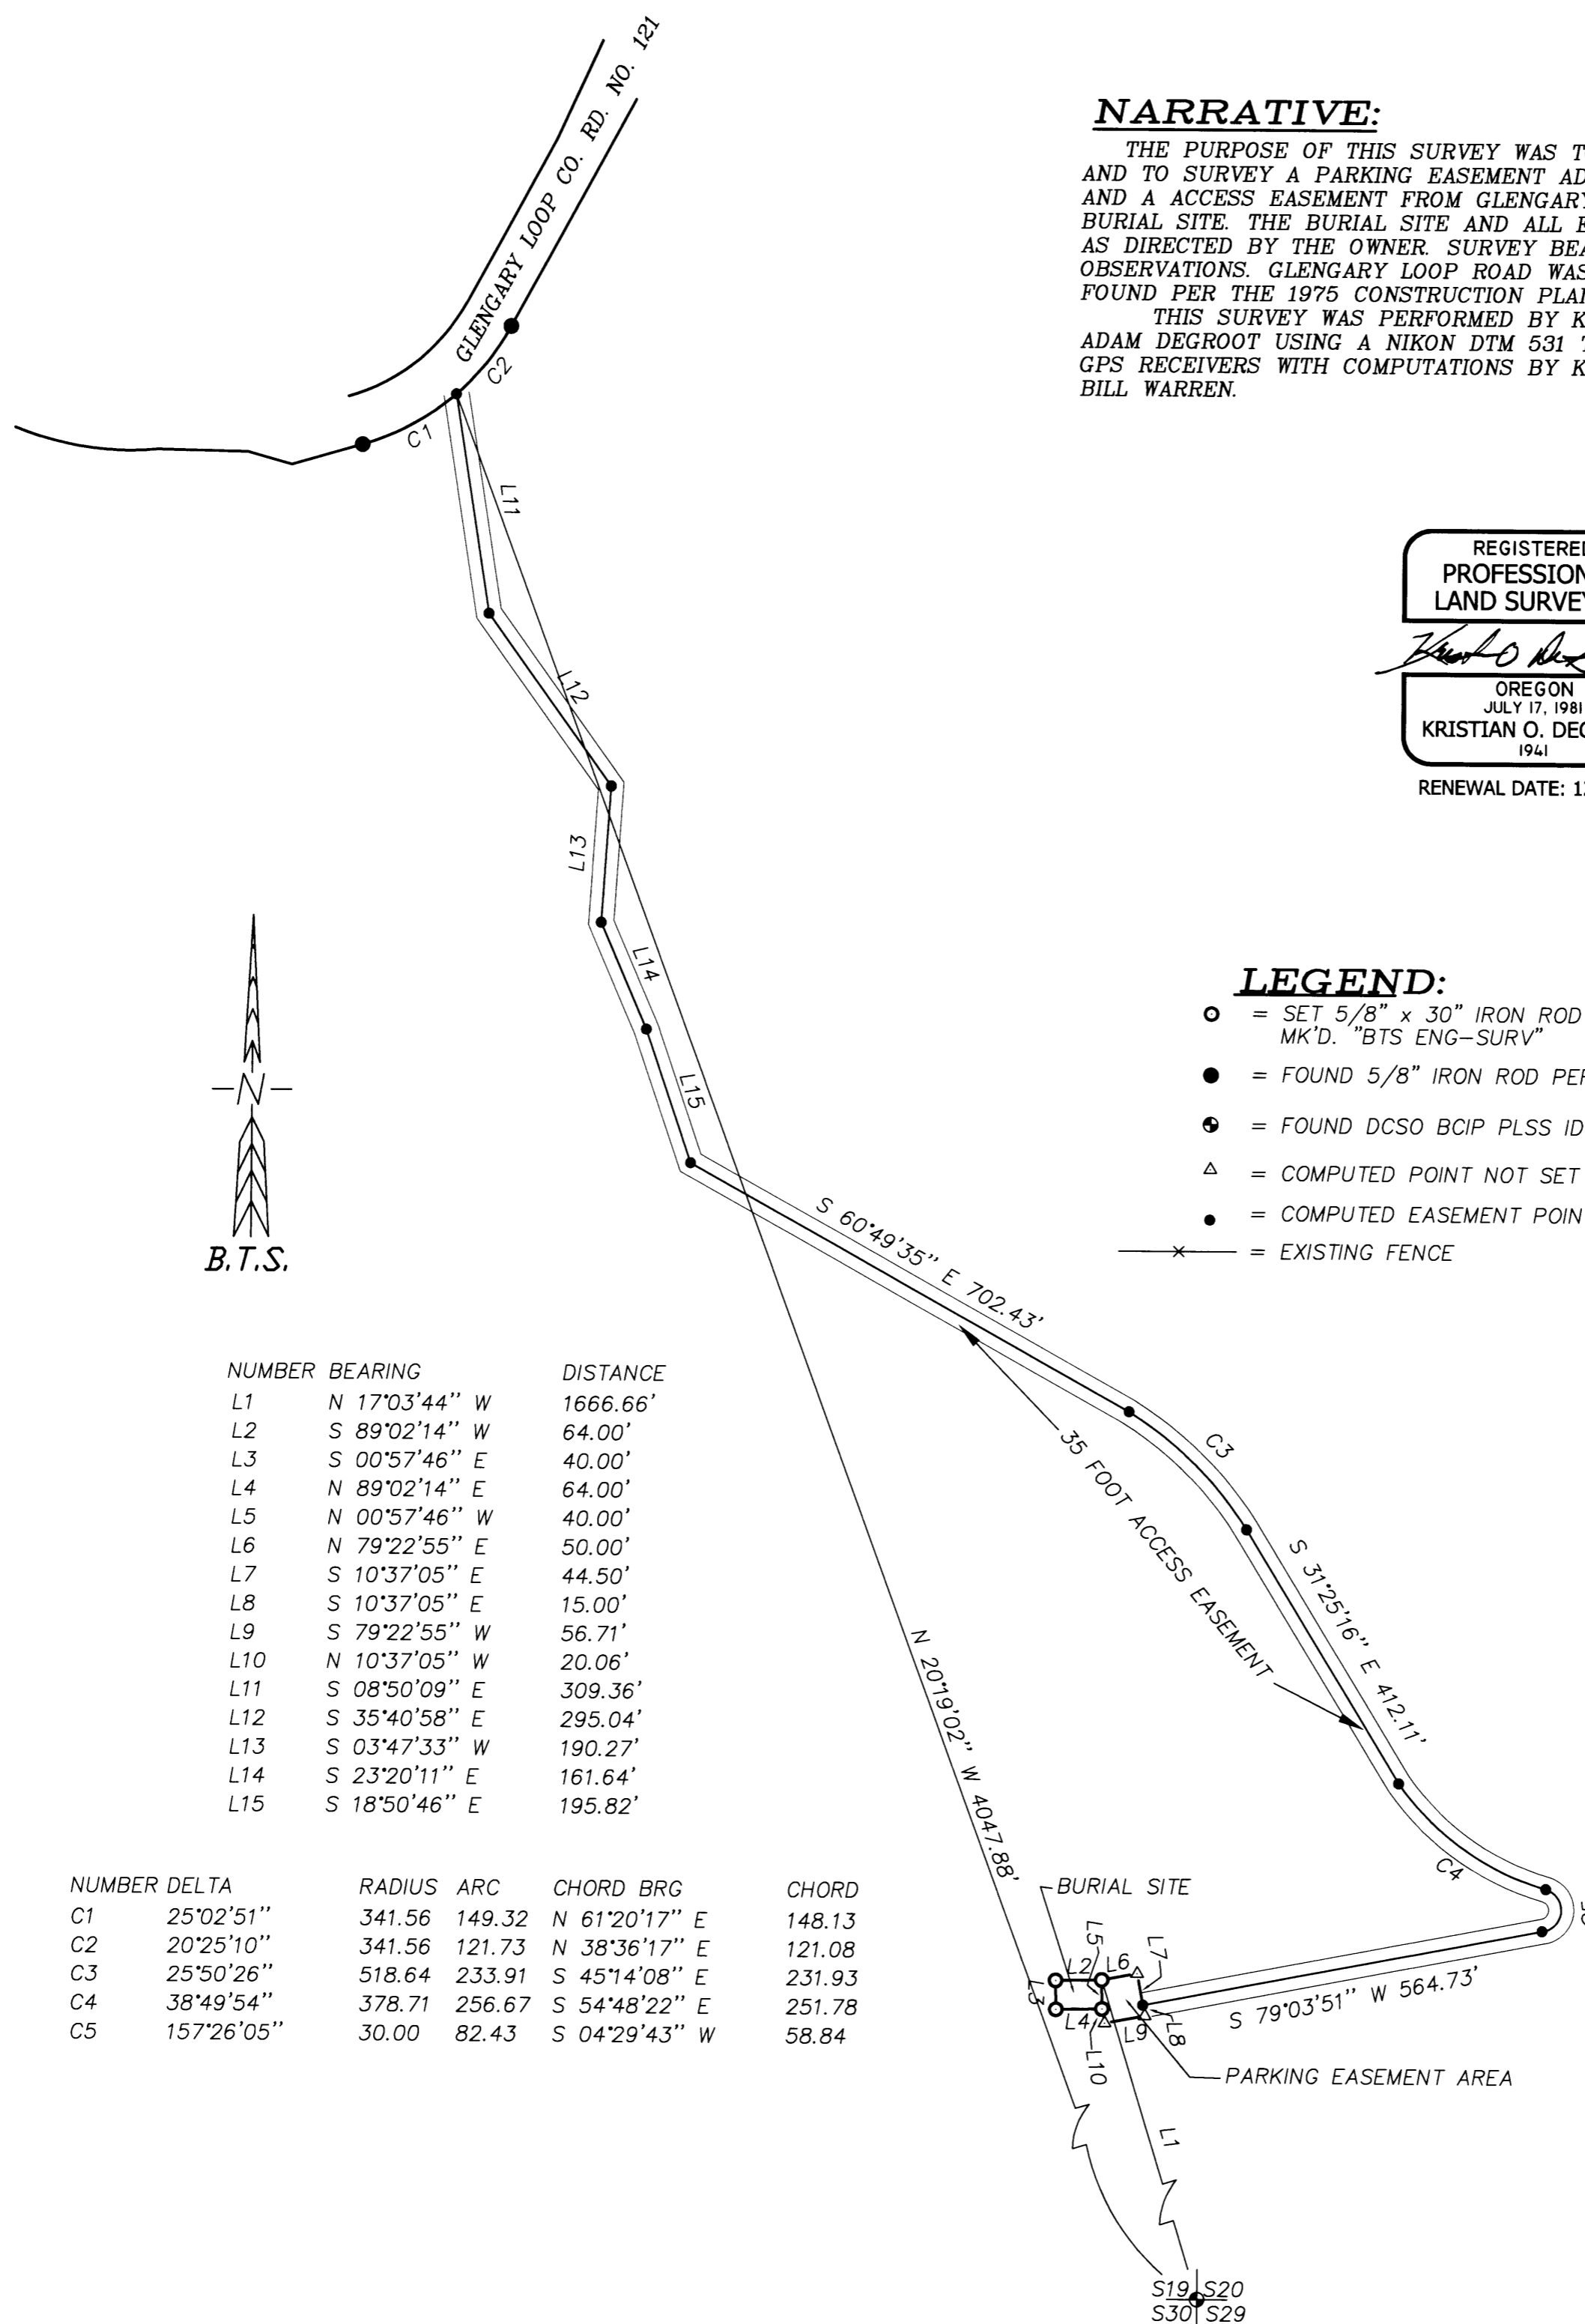 GLENGARY LOOP CO. RD. NO. 121
C2
C1
NARRATIVE:
THE PURPOSE OF THIS SURVEY WAS T
AND TO SURVEY A PARKING EASEMENT AD
AND A ACCESS EASEMENT FROM GLENGARY
BURIAL SITE. THE BURIAL SITE AND ALL E
AS DIRECTED BY THE OWNER. SURVEY BEA
OBSERVATIONS. GLENGARY LOOP ROAD WAS
FOUND PER THE 1975 CONSTRUCTION PLA
THIS SURVEY WAS PERFORMED BY K
ADAM DEGROOT USING A NIKON DTM 531 T
GPS RECEIVERS WITH COMPUTATIONS BY K
BILL WARREN.
REGISTERED
PROFESSION
LAND SURVEY
OREGON
JULY 17, 1981
KRISTIAN O. DEG
1941
RENEWAL DATE: 12
L11
L12
L13
L14
L15
N
B.T.S.
LEGEND:
= SET 5/8" x 30" IRON ROD
MK'D. "BTS ENG-SURV"
= FOUND 5/8" IRON ROD PER
= FOUND DCSO BCIP PLSS ID
= COMPUTED POINT NOT SET
= COMPUTED EASEMENT POIN
= EXISTING FENCE
S 60°49'35" E 702.43'
C3
35 FOOT ACCESS EASEMENT
S 31°25'16" E 412.11'
N 20°19'02" W 4047.88'
C4
NUMBER BEARING DISTANCE
L1 N 17°03'44" W 1666.66'
L2 S 89°02'14" W 64.00'
L3 S 00°57'46" E 40.00'
L4 N 89°02'14" E 64.00'
L5 N 00°57'46" W 40.00'
L6 N 79°22'55" E 50.00'
L7 S 10°37'05" E 44.50'
L8 S 10°37'05" E 15.00'
L9 S 79°22'55" W 56.71'
L10 N 10°37'05" W 20.06'
L11 S 08°50'09" E 309.36'
L12 S 35°40'58" E 295.04'
L13 S 03°47'33" W 190.27'
L14 S 23°20'11" E 161.64'
L15 S 18°50'46" E 195.82'
NUMBER DELTA RADIUS ARC CHORD BRG CHORD
C1 25°02'51" 341.56 149.32 N 61°20'17" E 148.13
C2 20°25'10" 341.56 121.73 N 38°36'17" E 121.08
C3 25°50'26" 518.64 233.91 S 45°14'08" E 231.93
C4 38°49'54" 378.71 256.67 S 54°48'22" E 251.78
C5 157°26'05" 30.00 82.43 S 04°29'43" W 58.84
BURIAL SITE
L5
L2
L6
L7
L3
L4
L9
L8
L10
S 79°03'51" W 564.73'
PARKING EASEMENT AREA
L1
S19 S20
S30 S29